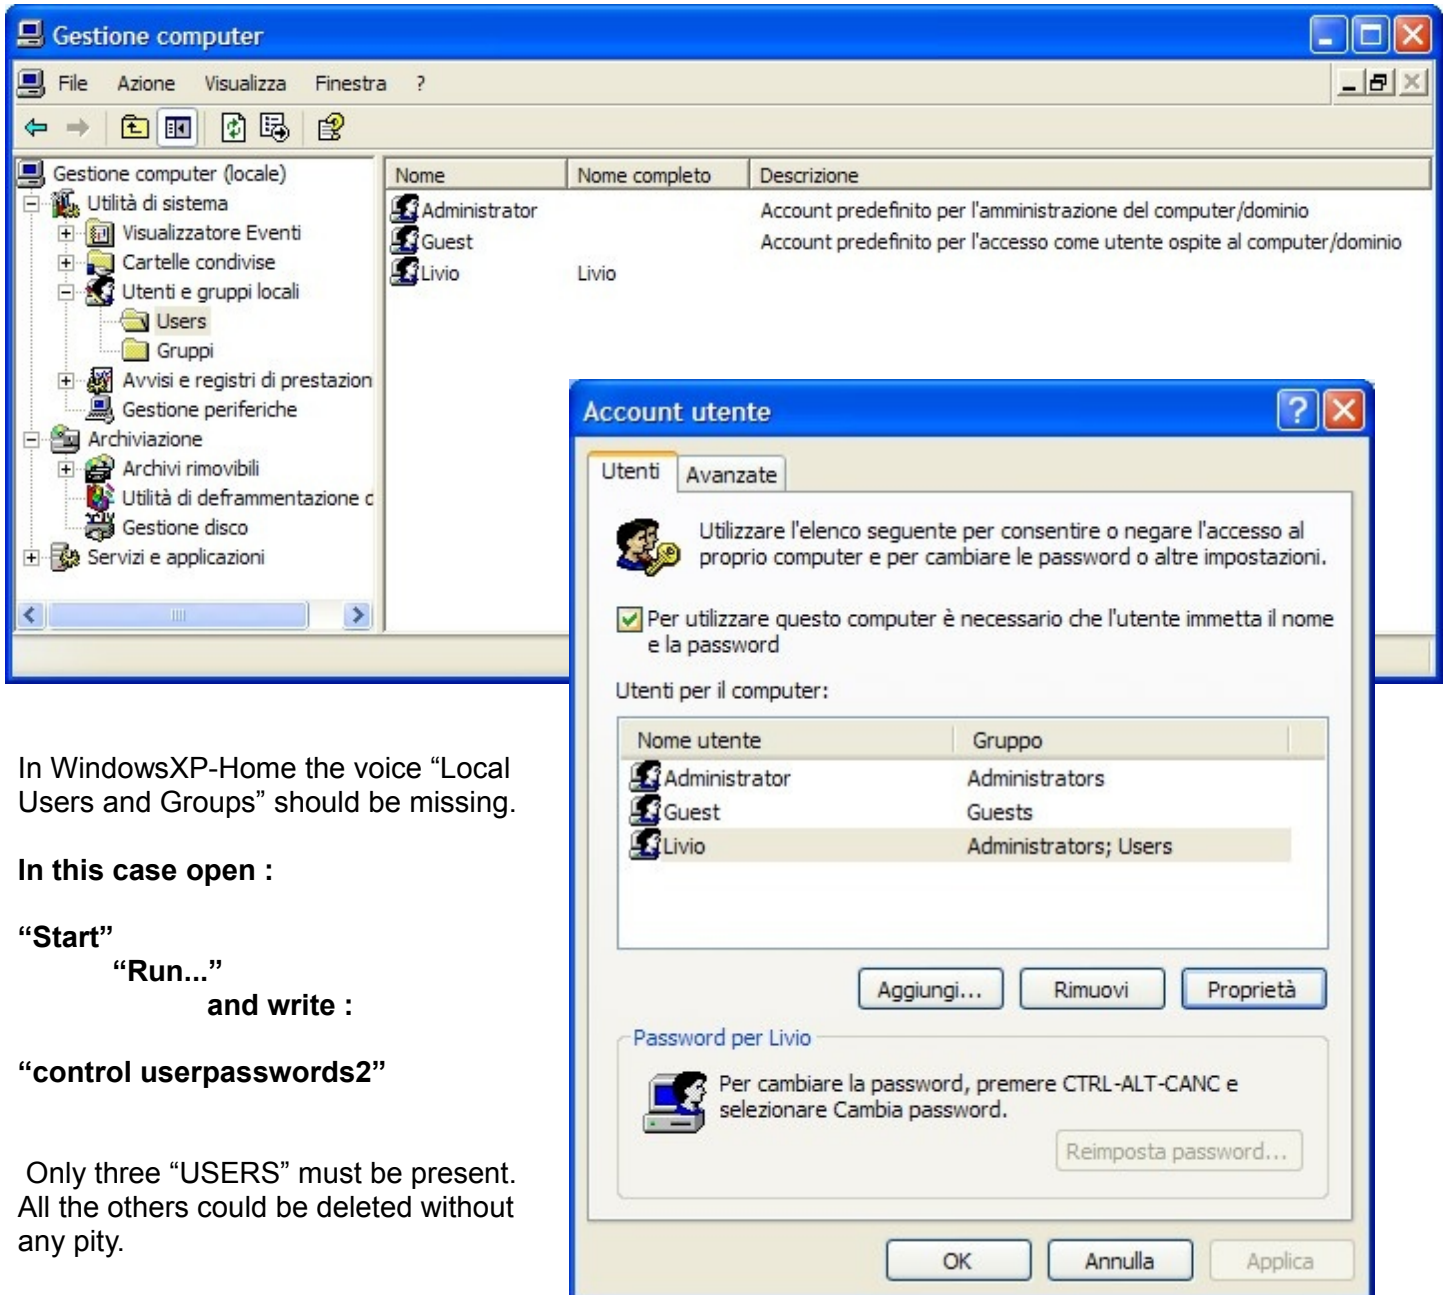 Gestione computer
File Azione Visualizza Finestra ?
Gestione computer (locale)
Utilità di sistema
Visualizzatore Eventi
Cartelle condivise
Utenti e gruppi locali
Users
Gruppi
Avvisi e registri di prestazion
Gestione periferiche
Archiviazione
Archivi rimovibili
Utilità di deframmentazione d
Gestione disco
Servizi e applicazioni
Nome Nome completo Descrizione
Administrator Account predefinito per l'amministrazione del computer/dominio
Guest Account predefinito per l'accesso come utente ospite al computer/dominio
Livio Livio
Account utente
Utenti Avanzate
Utilizzare l'elenco seguente per consentire o negare l'accesso al
proprio computer e per cambiare le password o altre impostazioni.
Per utilizzare questo computer è necessario che l'utente immetta il nome
e la password
Utenti per il computer:
Nome utente Gruppo
Administrator Administrators
Guest Guests
Livio Administrators; Users
Aggiungi... Rimuovi Proprietà
Password per Livio
Per cambiare la password, premere CTRL-ALT-CANC e
selezionare Cambia password.
Reimposta password...
OK Annulla Applica
In WindowsXP-Home the voice “Local
Users and Groups” should be missing.
In this case open :
“Start”
“Run...”
and write :
“control userpasswords2”
Only three “USERS” must be present.
All the others could be deleted without
any pity.